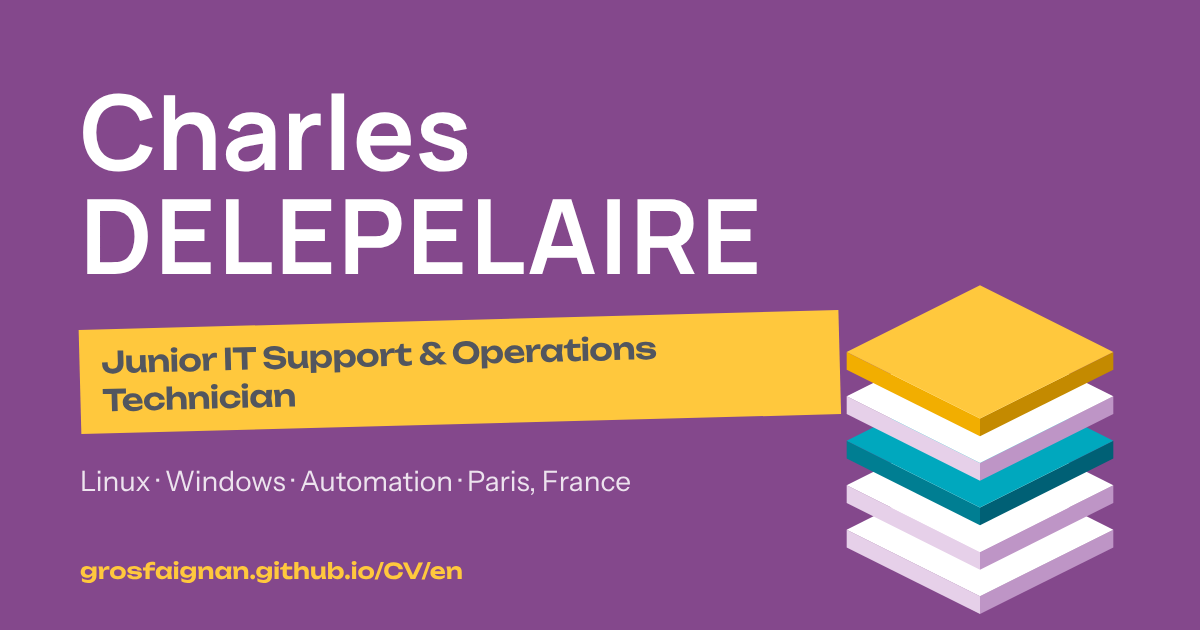 Charles
DELEPELAIRE
Junior IT Support & Operations
Technician
Linux · Windows · Automation · Paris, France
grosfaignan.github.io/CV/en